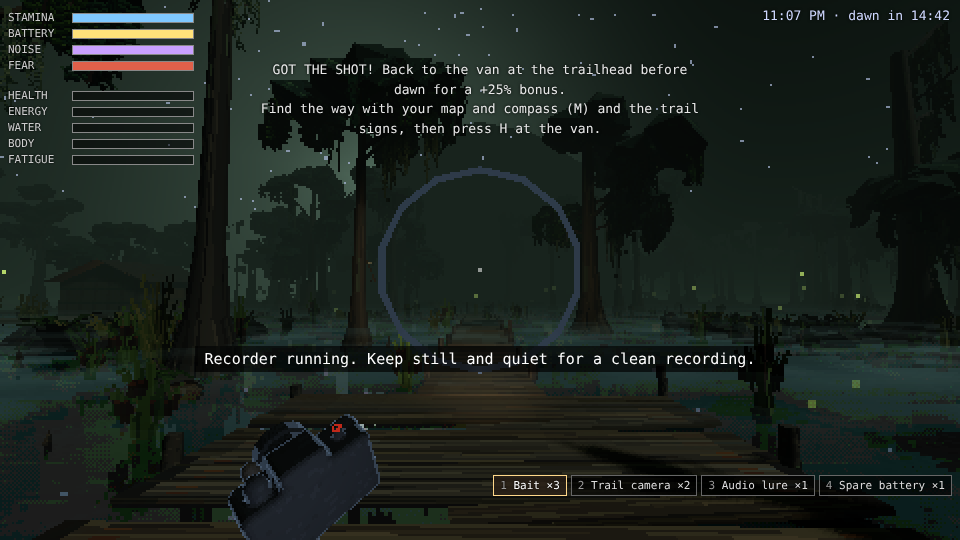 STAMINA
BATTERY
NOISE
FEAR
HEALTH
ENERGY
WATER
BODY
FATIGUE
11:07 PM · dawn in 14:42
GOT THE SHOT! Back to the van at the trailhead before
dawn for a +25% bonus.
Find the way with your map and compass (M) and the trail
signs, then press H at the van.
Recorder running. Keep still and quiet for a clean recording.
1 Bait ×3
2 Trail camera ×2
3 Audio lure ×1
4 Spare battery ×1